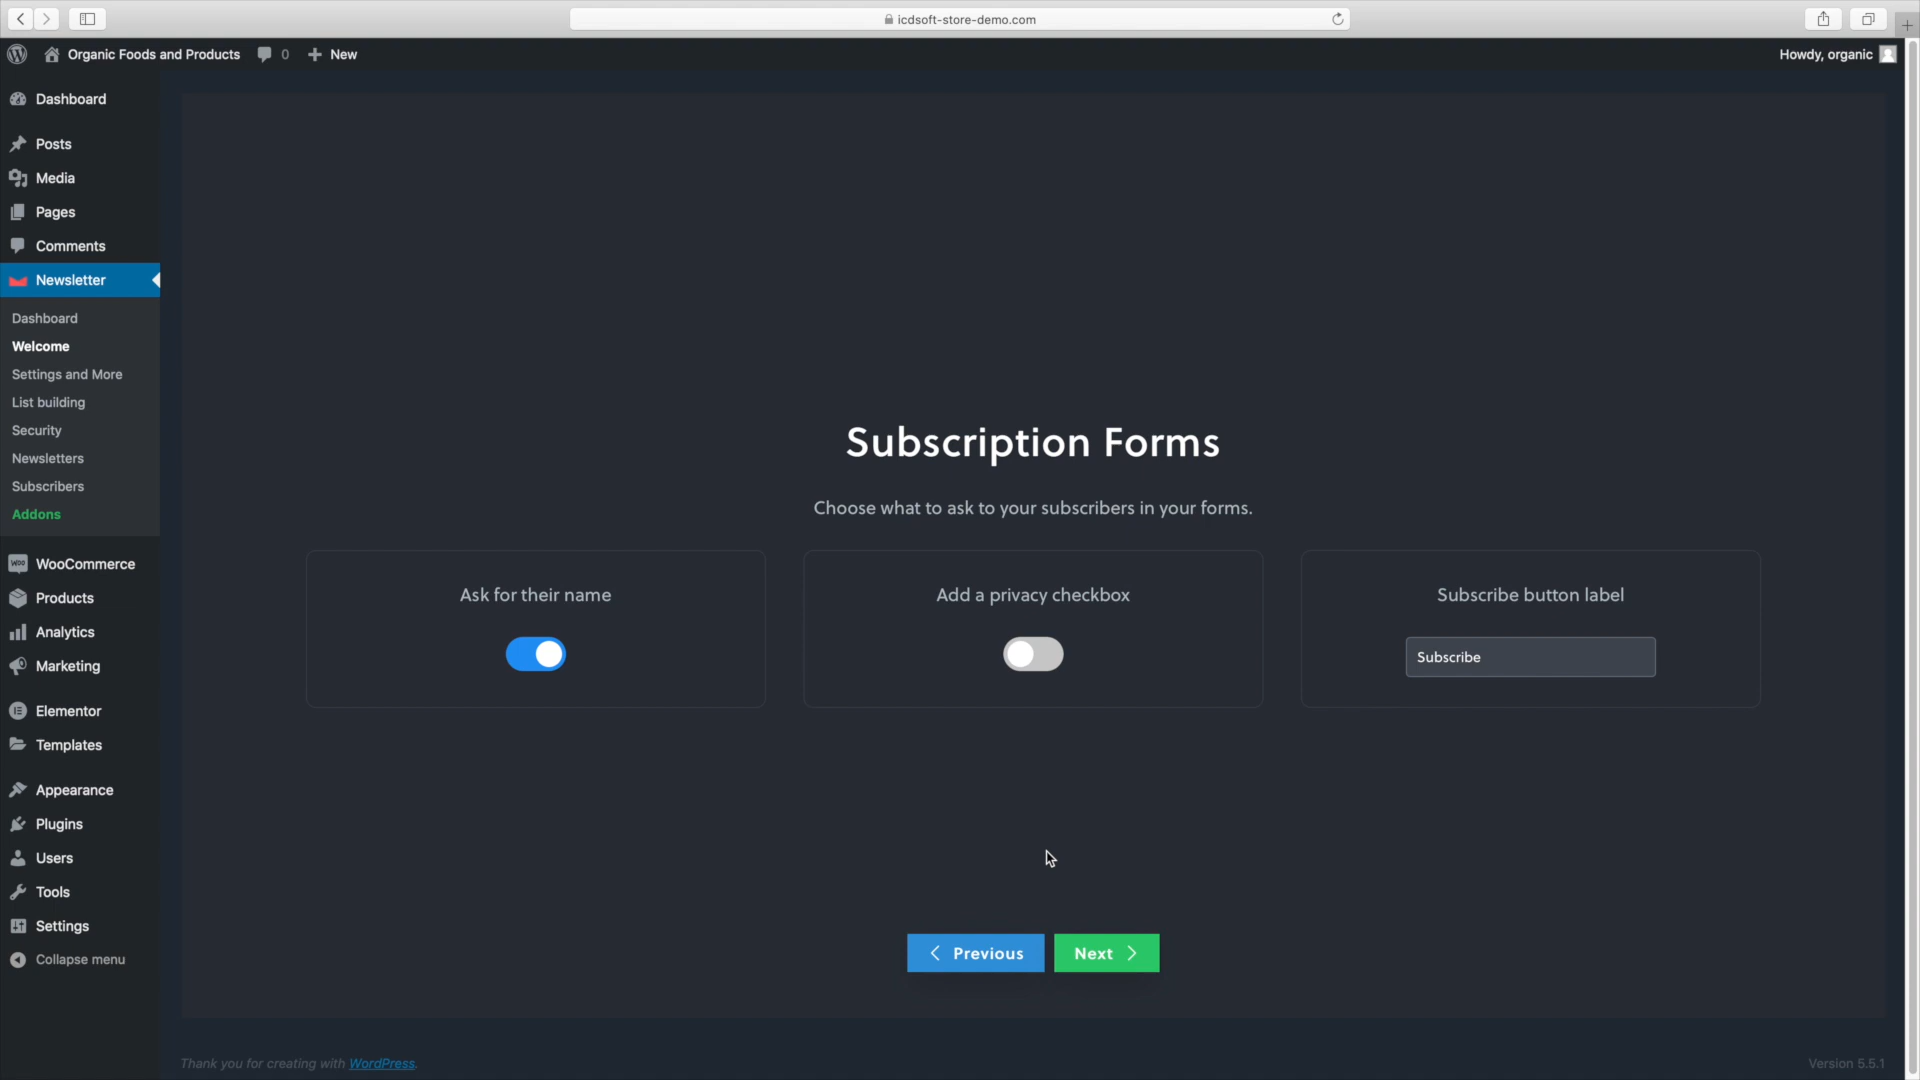 icdsoft-store-demo.com
Organic Foods and Products
0
New
Howdy, organic
Dashboard
Posts
Media
Pages
Comments
Newsletter
Dashboard
Welcome
Settings and More
List building
Security
Newsletters
Subscribers
Addons
WooCommerce
Products
Analytics
Marketing
Elementor
Templates
Appearance
Plugins
Users
Tools
Settings
Collapse menu
Subscription Forms
Choose what to ask to your subscribers in your forms.
Ask for their name
Add a privacy checkbox
Subscribe button label
Subscribe
Previous
Next
Thank you for creating with WordPress.
Version 5.5.1